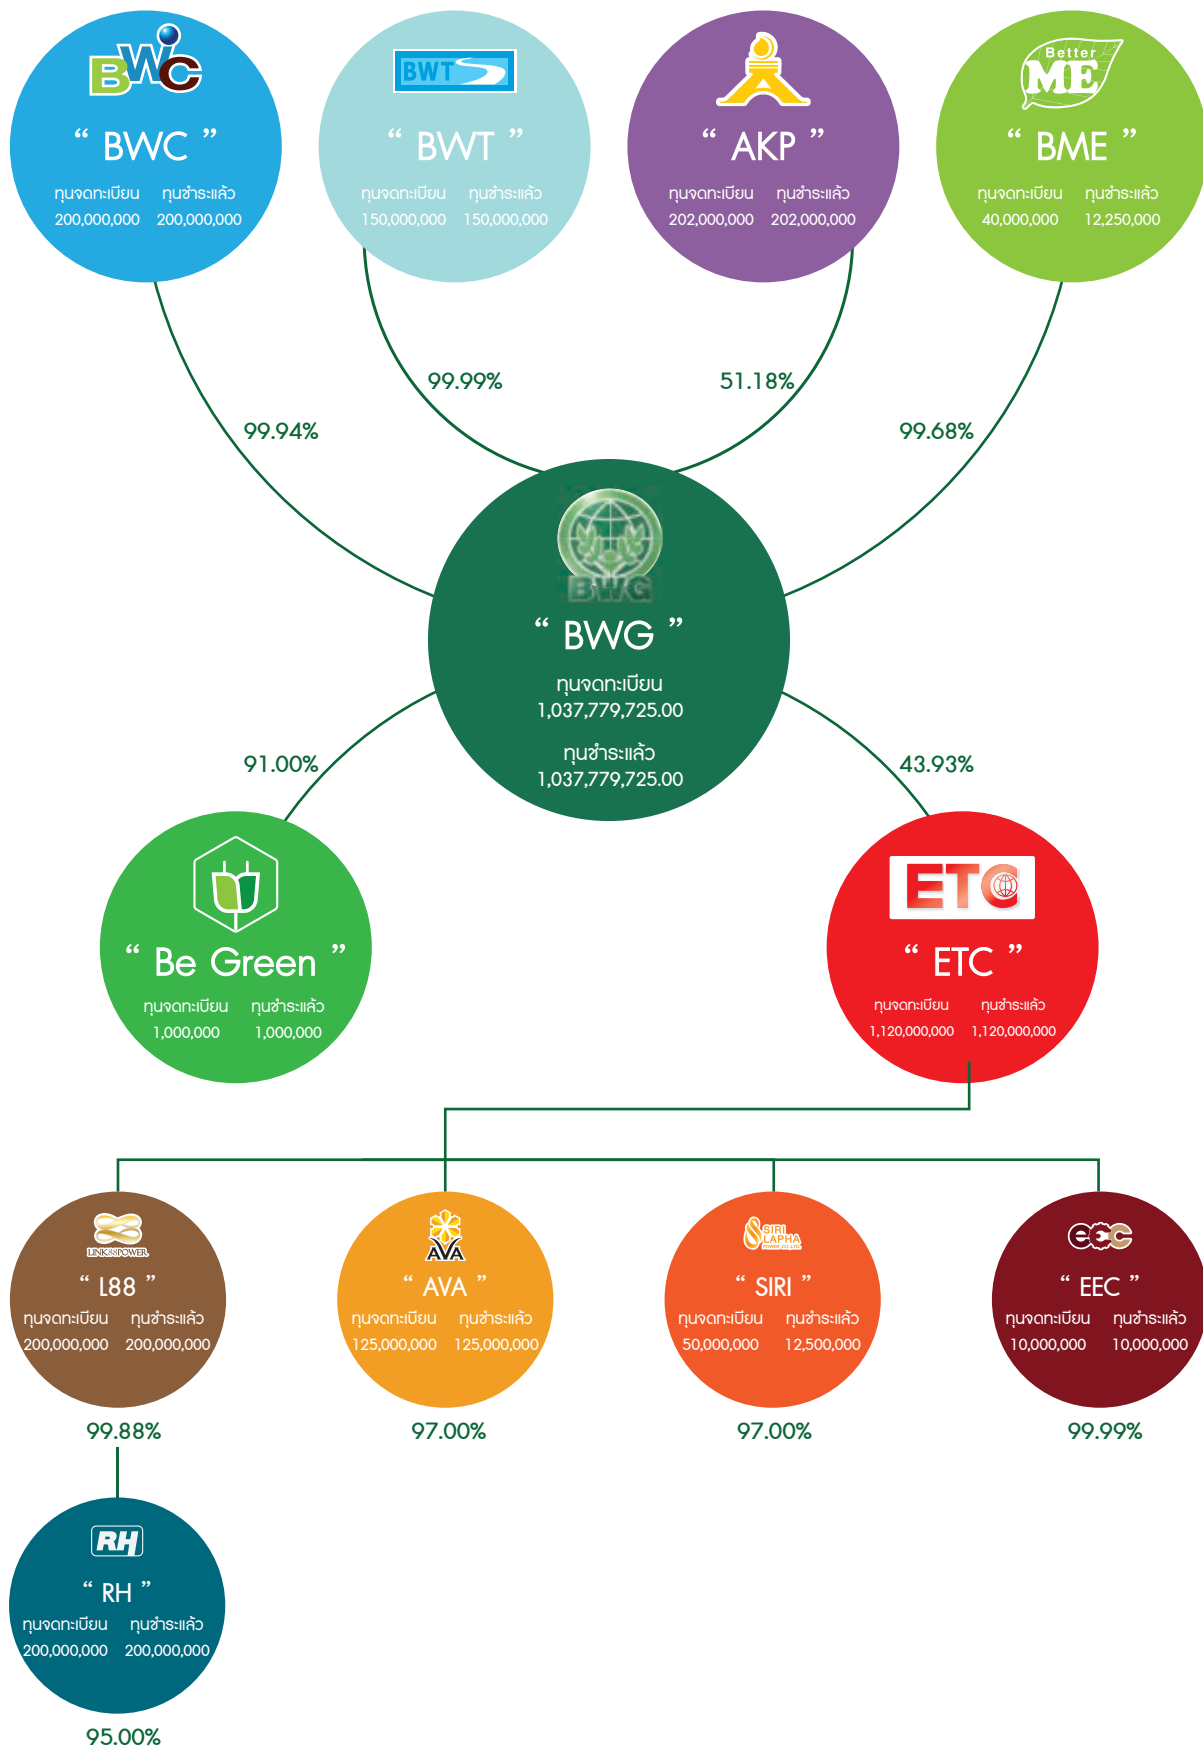 BWC
BWT
Better
ME
“ BWC ”
“ BWT ”
“ AKP ”
“ BME ”
ทุนจดทะเบียน ทุนชำระแล้ว
200,000,000 200,000,000
ทุนจดทะเบียน ทุนชำระแล้ว
150,000,000 150,000,000
ทุนจดทะเบียน ทุนชำระแล้ว
202,000,000 202,000,000
ทุนจดทะเบียน ทุนชำระแล้ว
40,000,000 12,250,000
99.94%
99.99%
51.18%
99.68%
BWG
“ BWG ”
ทุนจดทะเบียน
1,037,779,725.00
ทุนชำระแล้ว
1,037,779,725.00
91.00%
43.93%
“ Be Green ”
ทุนจดทะเบียน ทุนชำระแล้ว
1,000,000 1,000,000
ETC
“ ETC ”
ทุนจดทะเบียน ทุนชำระแล้ว
1,120,000,000 1,120,000,000
LINK88POWER
“ L88 ”
ทุนจดทะเบียน ทุนชำระแล้ว
200,000,000 200,000,000
99.88%
AVA
“ AVA ”
ทุนจดทะเบียน ทุนชำระแล้ว
125,000,000 125,000,000
97.00%
SIRI
LAPHA
POWER CO.,LTD.
“ SIRI ”
ทุนจดทะเบียน ทุนชำระแล้ว
50,000,000 12,500,000
97.00%
eec
“ EEC ”
ทุนจดทะเบียน ทุนชำระแล้ว
10,000,000 10,000,000
99.99%
RH
“ RH ”
ทุนจดทะเบียน ทุนชำระแล้ว
200,000,000 200,000,000
95.00%